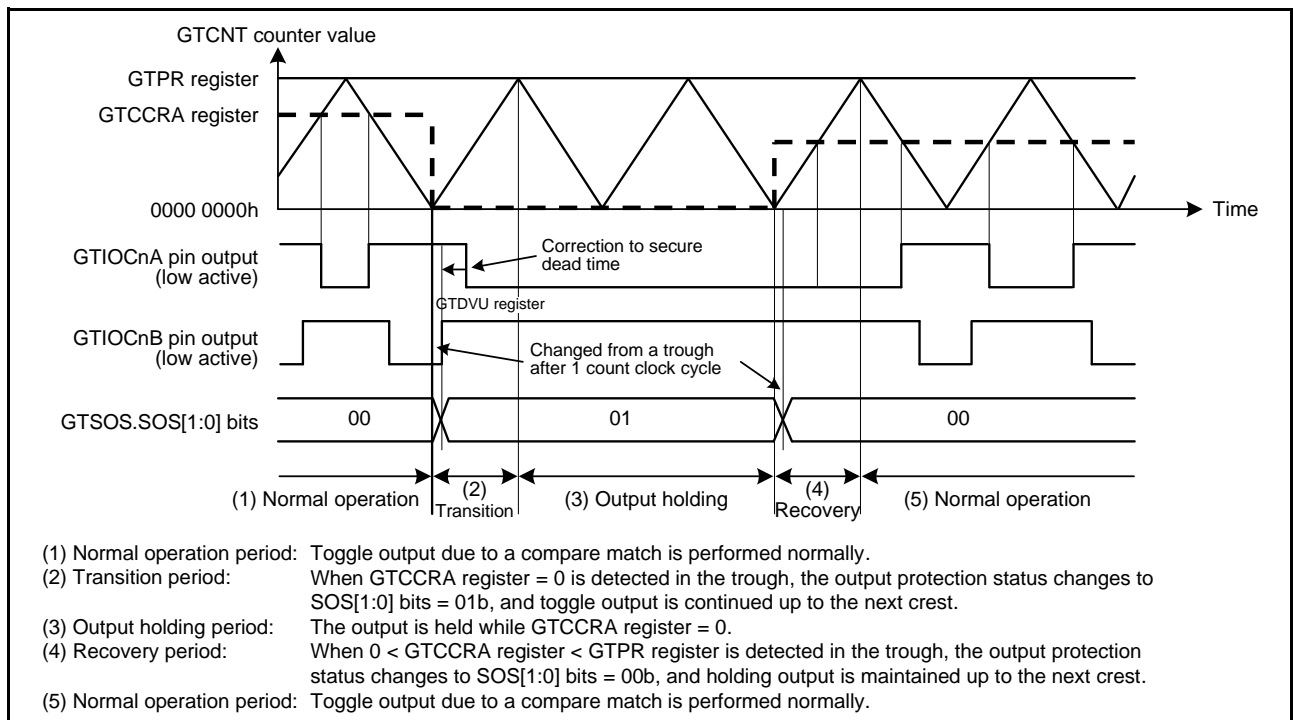 GTCNT counter value
GTPR register
GTCCRA register
0000 0000h
Time
GTIOCnA pin output
(low active)
Correction to secure
dead time
GTDVU register
GTIOCnB pin output
(low active)
Changed from a trough
after 1 count clock cycle
GTSOS.SOS[1:0] bits
00
01
00
(1) Normal operation
(2)
Transition
(3) Output holding
(4)
Recovery
(5) Normal operation
(1) Normal operation period: Toggle output due to a compare match is performed normally.
(2) Transition period: When GTCCRA register = 0 is detected in the trough, the output protection status changes to
SOS[1:0] bits = 01b, and toggle output is continued up to the next crest.
(3) Output holding period: The output is held while GTCCRA register = 0.
(4) Recovery period: When 0 < GTCCRA register < GTPR register is detected in the trough, the output protection
status changes to SOS[1:0] bits = 00b, and holding output is maintained up to the next crest.
(5) Normal operation period: Toggle output due to a compare match is performed normally.